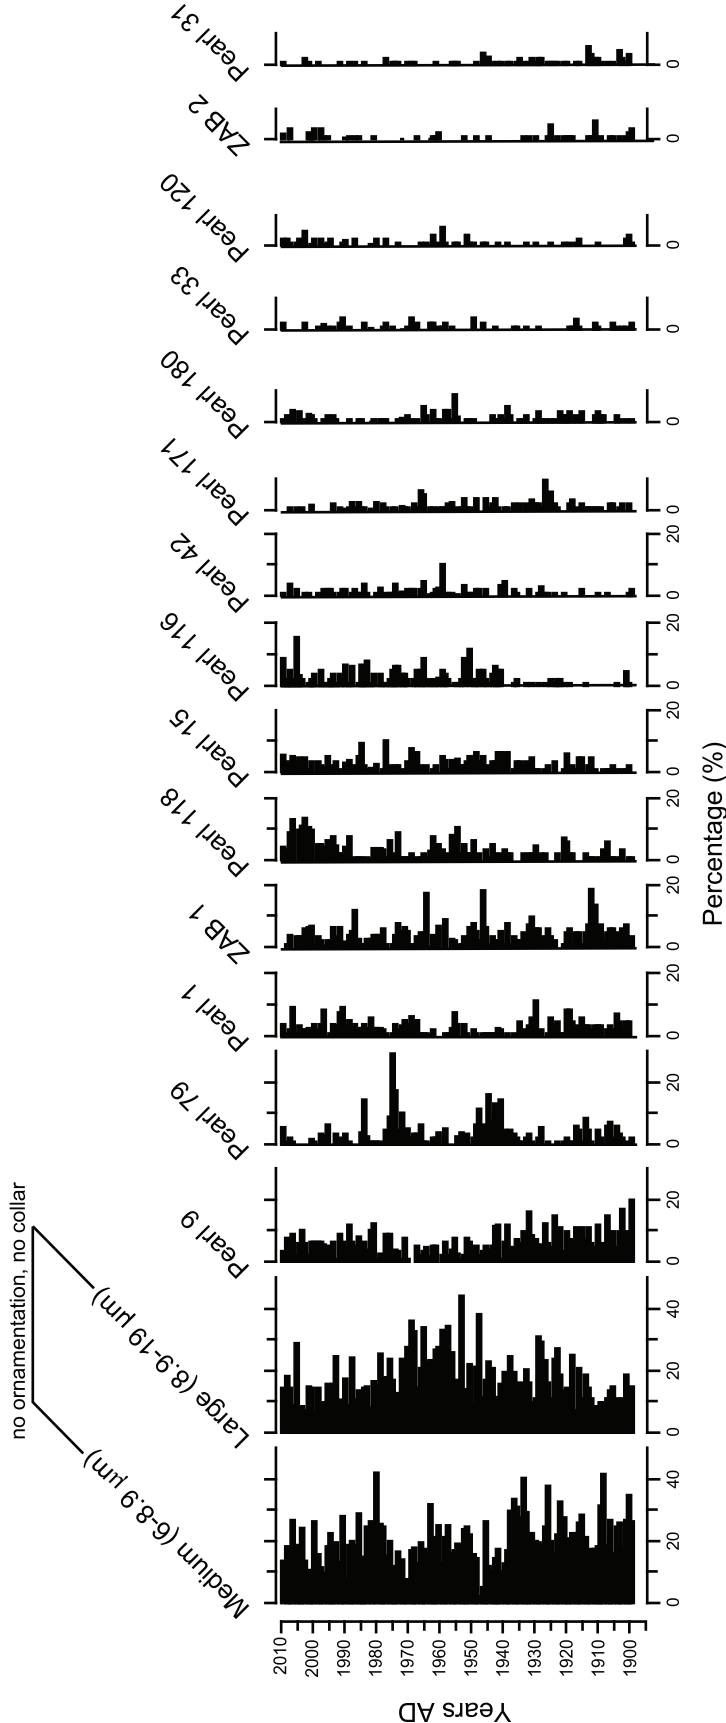 no ornamentation, no collar
Medium (6-8.9 µm)
Large (8.9-19 µm)
Pearl 9
Pearl 79
Pearl 1
ZAB 1
Pearl 118
Pearl 15
Pearl 116
Pearl 42
Pearl 171
Pearl 180
Pearl 33
Pearl 120
ZAB 2
Pearl 31
Years AD
2010
2000
1990
1980
1970
1960
1950
1940
1930
1920
1910
1900
0 20 40
0 20 40
0 20
0 20
0 20
0 20
0 20
0 20
0 20
0 20
0
0
0
0
0
0
Percentage (%)